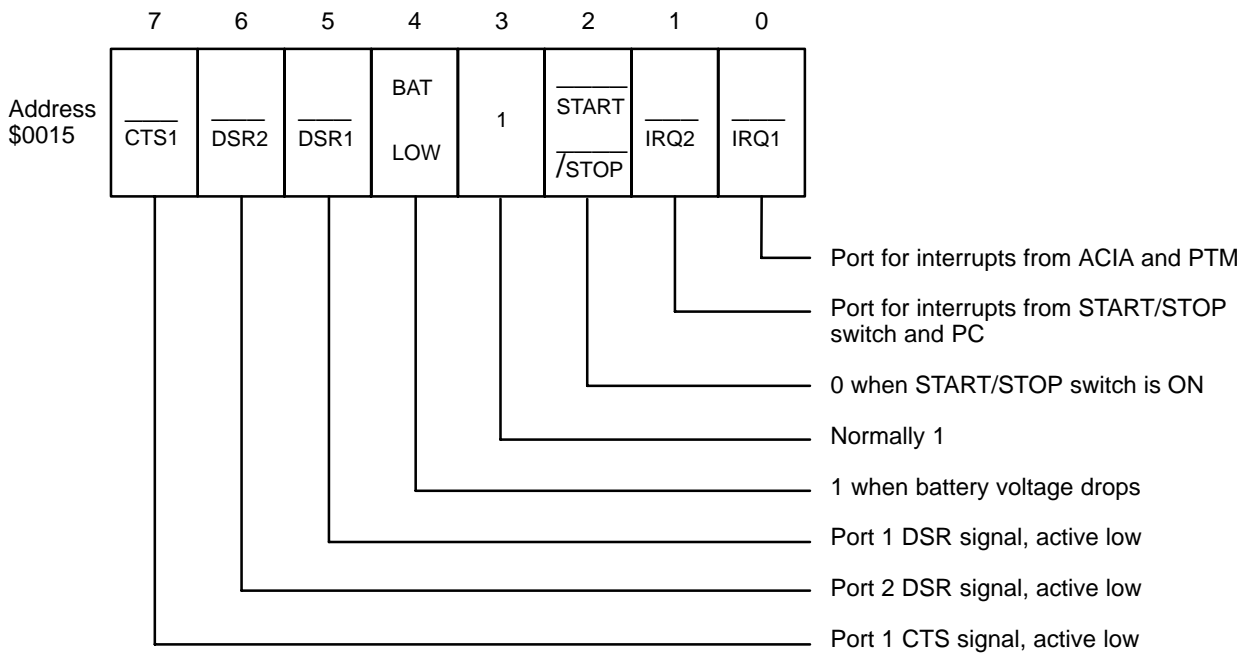 7 6 5 4 3 2 1 0
Address
$0015
CTS1 DSR2 DSR1 BAT LOW 1 START /STOP IRQ2 IRQ1
Port for interrupts from ACIA and PTM
Port for interrupts from START/STOP
switch and PC
0 when START/STOP switch is ON
Normally 1
1 when battery voltage drops
Port 1 DSR signal, active low
Port 2 DSR signal, active low
Port 1 CTS signal, active low